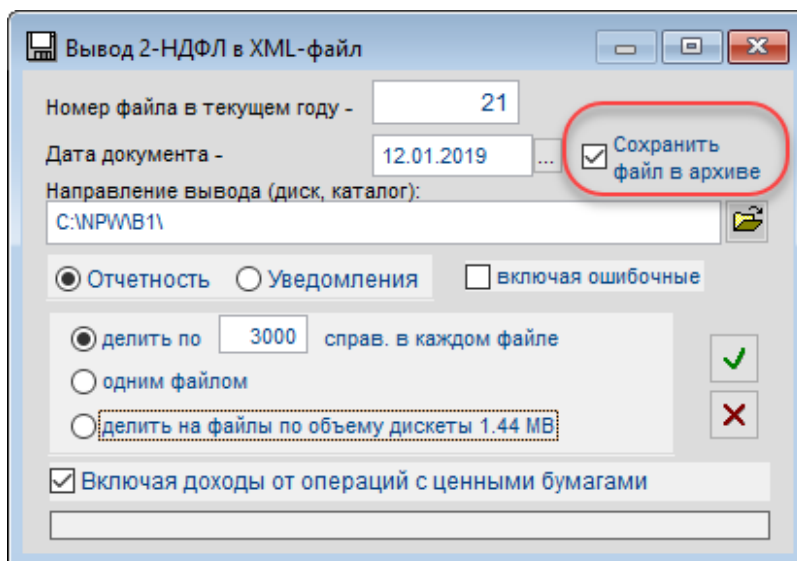 Вывод 2-НДФЛ в XML-файл
Номер файла в текущем году - 21
Дата документа - 12.01.2019 ...
Сохранить
файл в архиве
Направление вывода (диск, каталог):
C:\NPW\B1\
Отчетность Уведомления включая ошибочные
делить по 3000 справ. в каждом файле
одним файлом
делить на файлы по объему дискеты 1.44 MB
Включая доходы от операций с ценными бумагами